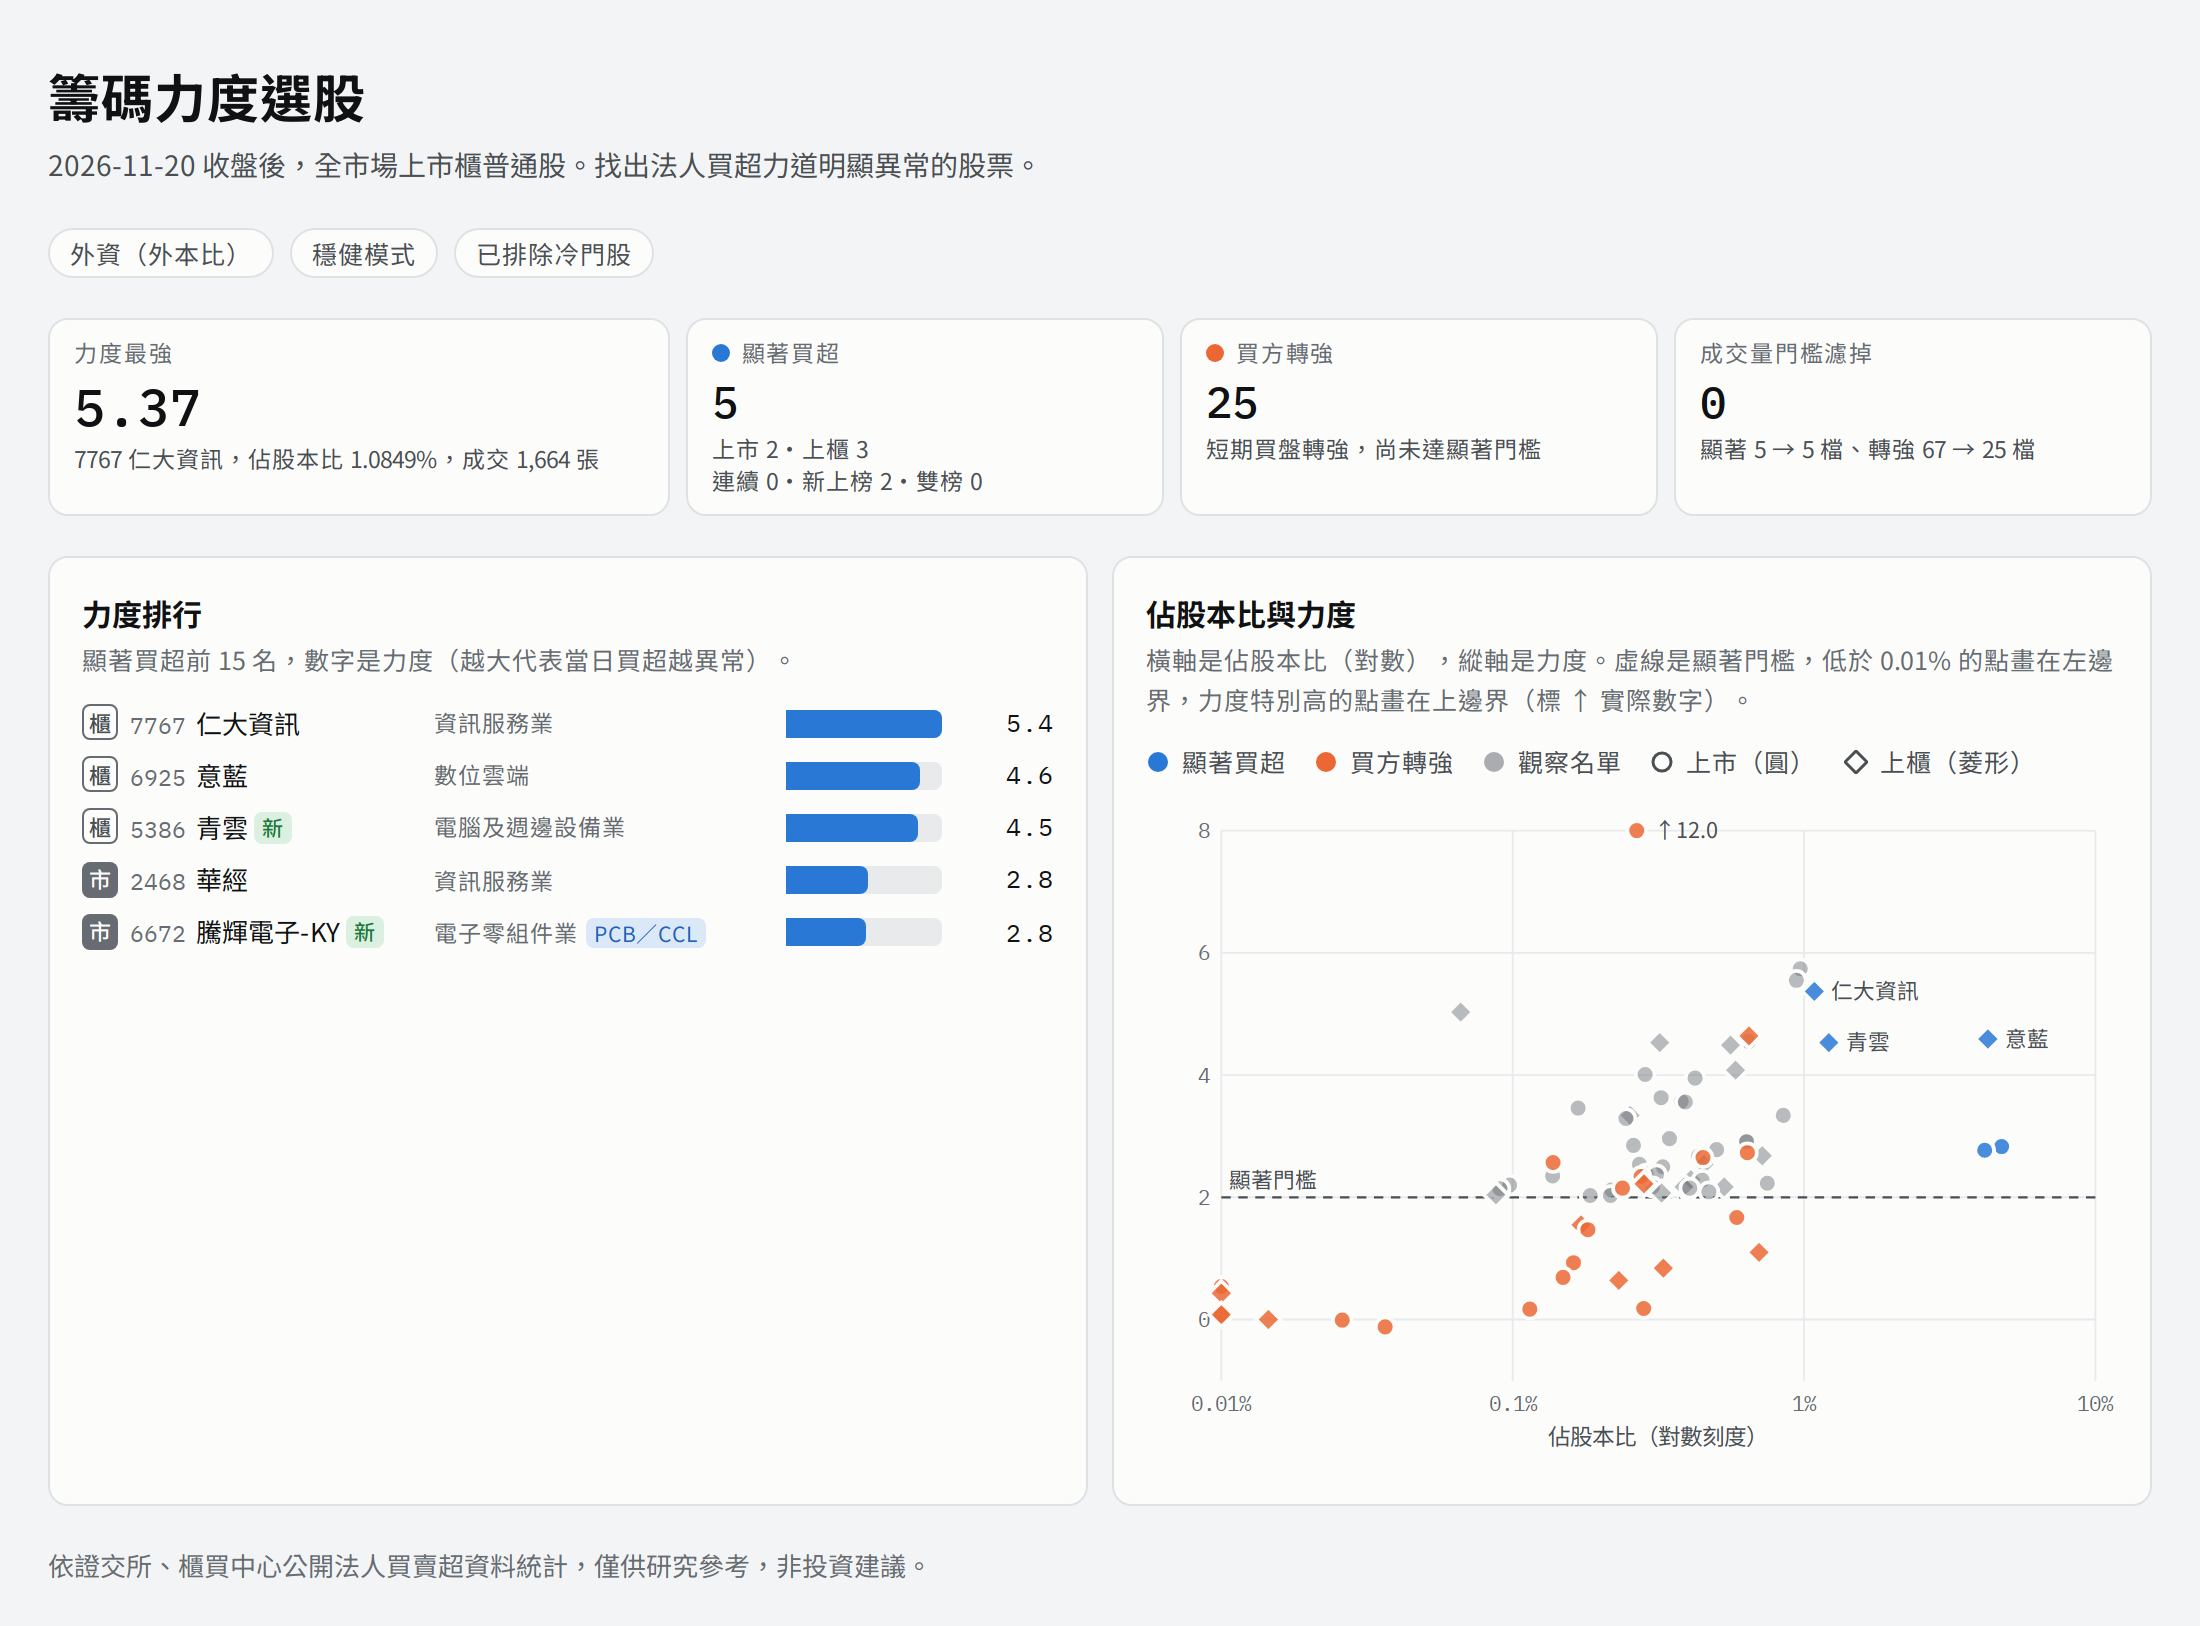 籌碼力度選股
2026-11-20 收盤後，全市場上市櫃普通股。找出法人買超力道明顯異常的股票。
外資（外本比）
穩健模式
已排除冷門股
力度最強
5.37
7767 仁大資訊，佔股本比 1.0849%，成交 1,664 張
顯著買超
5
上市 2・上櫃 3
連續 0・新上榜 2・雙榜 0
買方轉強
25
短期買盤轉強，尚未達顯著門檻
成交量門檻濾掉
0
顯著 5 → 5 檔、轉強 67 → 25 檔
力度排行
顯著買超前 15 名，數字是力度（越大代表當日買超越異常）。
櫃 7767 仁大資訊 資訊服務業 5.4
櫃 6925 意藍 數位雲端 4.6
櫃 5386 青雲 新 電腦及週邊設備業 4.5
市 2468 華經 資訊服務業 2.8
市 6672 騰輝電子-KY 新 電子零組件業 PCB／CCL 2.8
佔股本比與力度
橫軸是佔股本比（對數），縱軸是力度。虛線是顯著門檻，低於 0.01% 的點畫在左邊
界，力度特別高的點畫在上邊界（標 ↑ 實際數字）。
顯著買超 買方轉強 觀察名單 上市（圓） 上櫃（菱形）
8
↑12.0
6
仁大資訊
青雲
意藍
4
顯著門檻
2
0
0.01% 0.1% 1% 10%
佔股本比（對數刻度）
依證交所、櫃買中心公開法人買賣超資料統計，僅供研究參考，非投資建議。